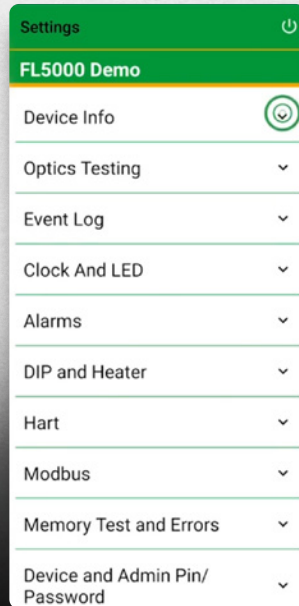 Settings
FL5000 Demo
Device Info
Optics Testing
Event Log
Clock And LED
Alarms
DIP and Heater
Hart
Modbus
Memory Test and Errors
Device and Admin Pin/
Password